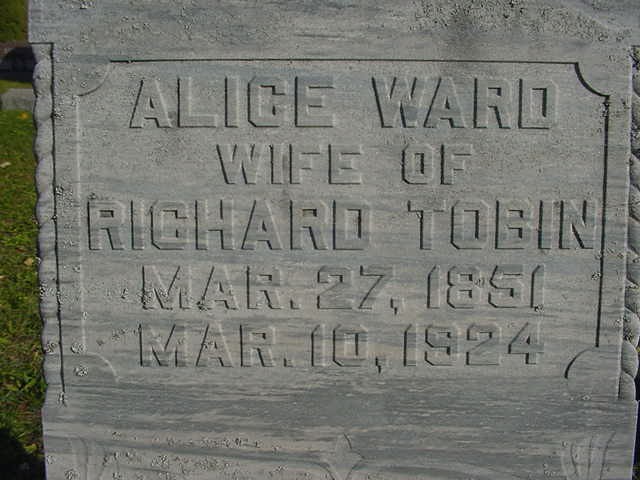 ALICE WARD
WIFE OF
RICHARD TOBIN
MAR. 27, 1851
MAR. 10, 1924